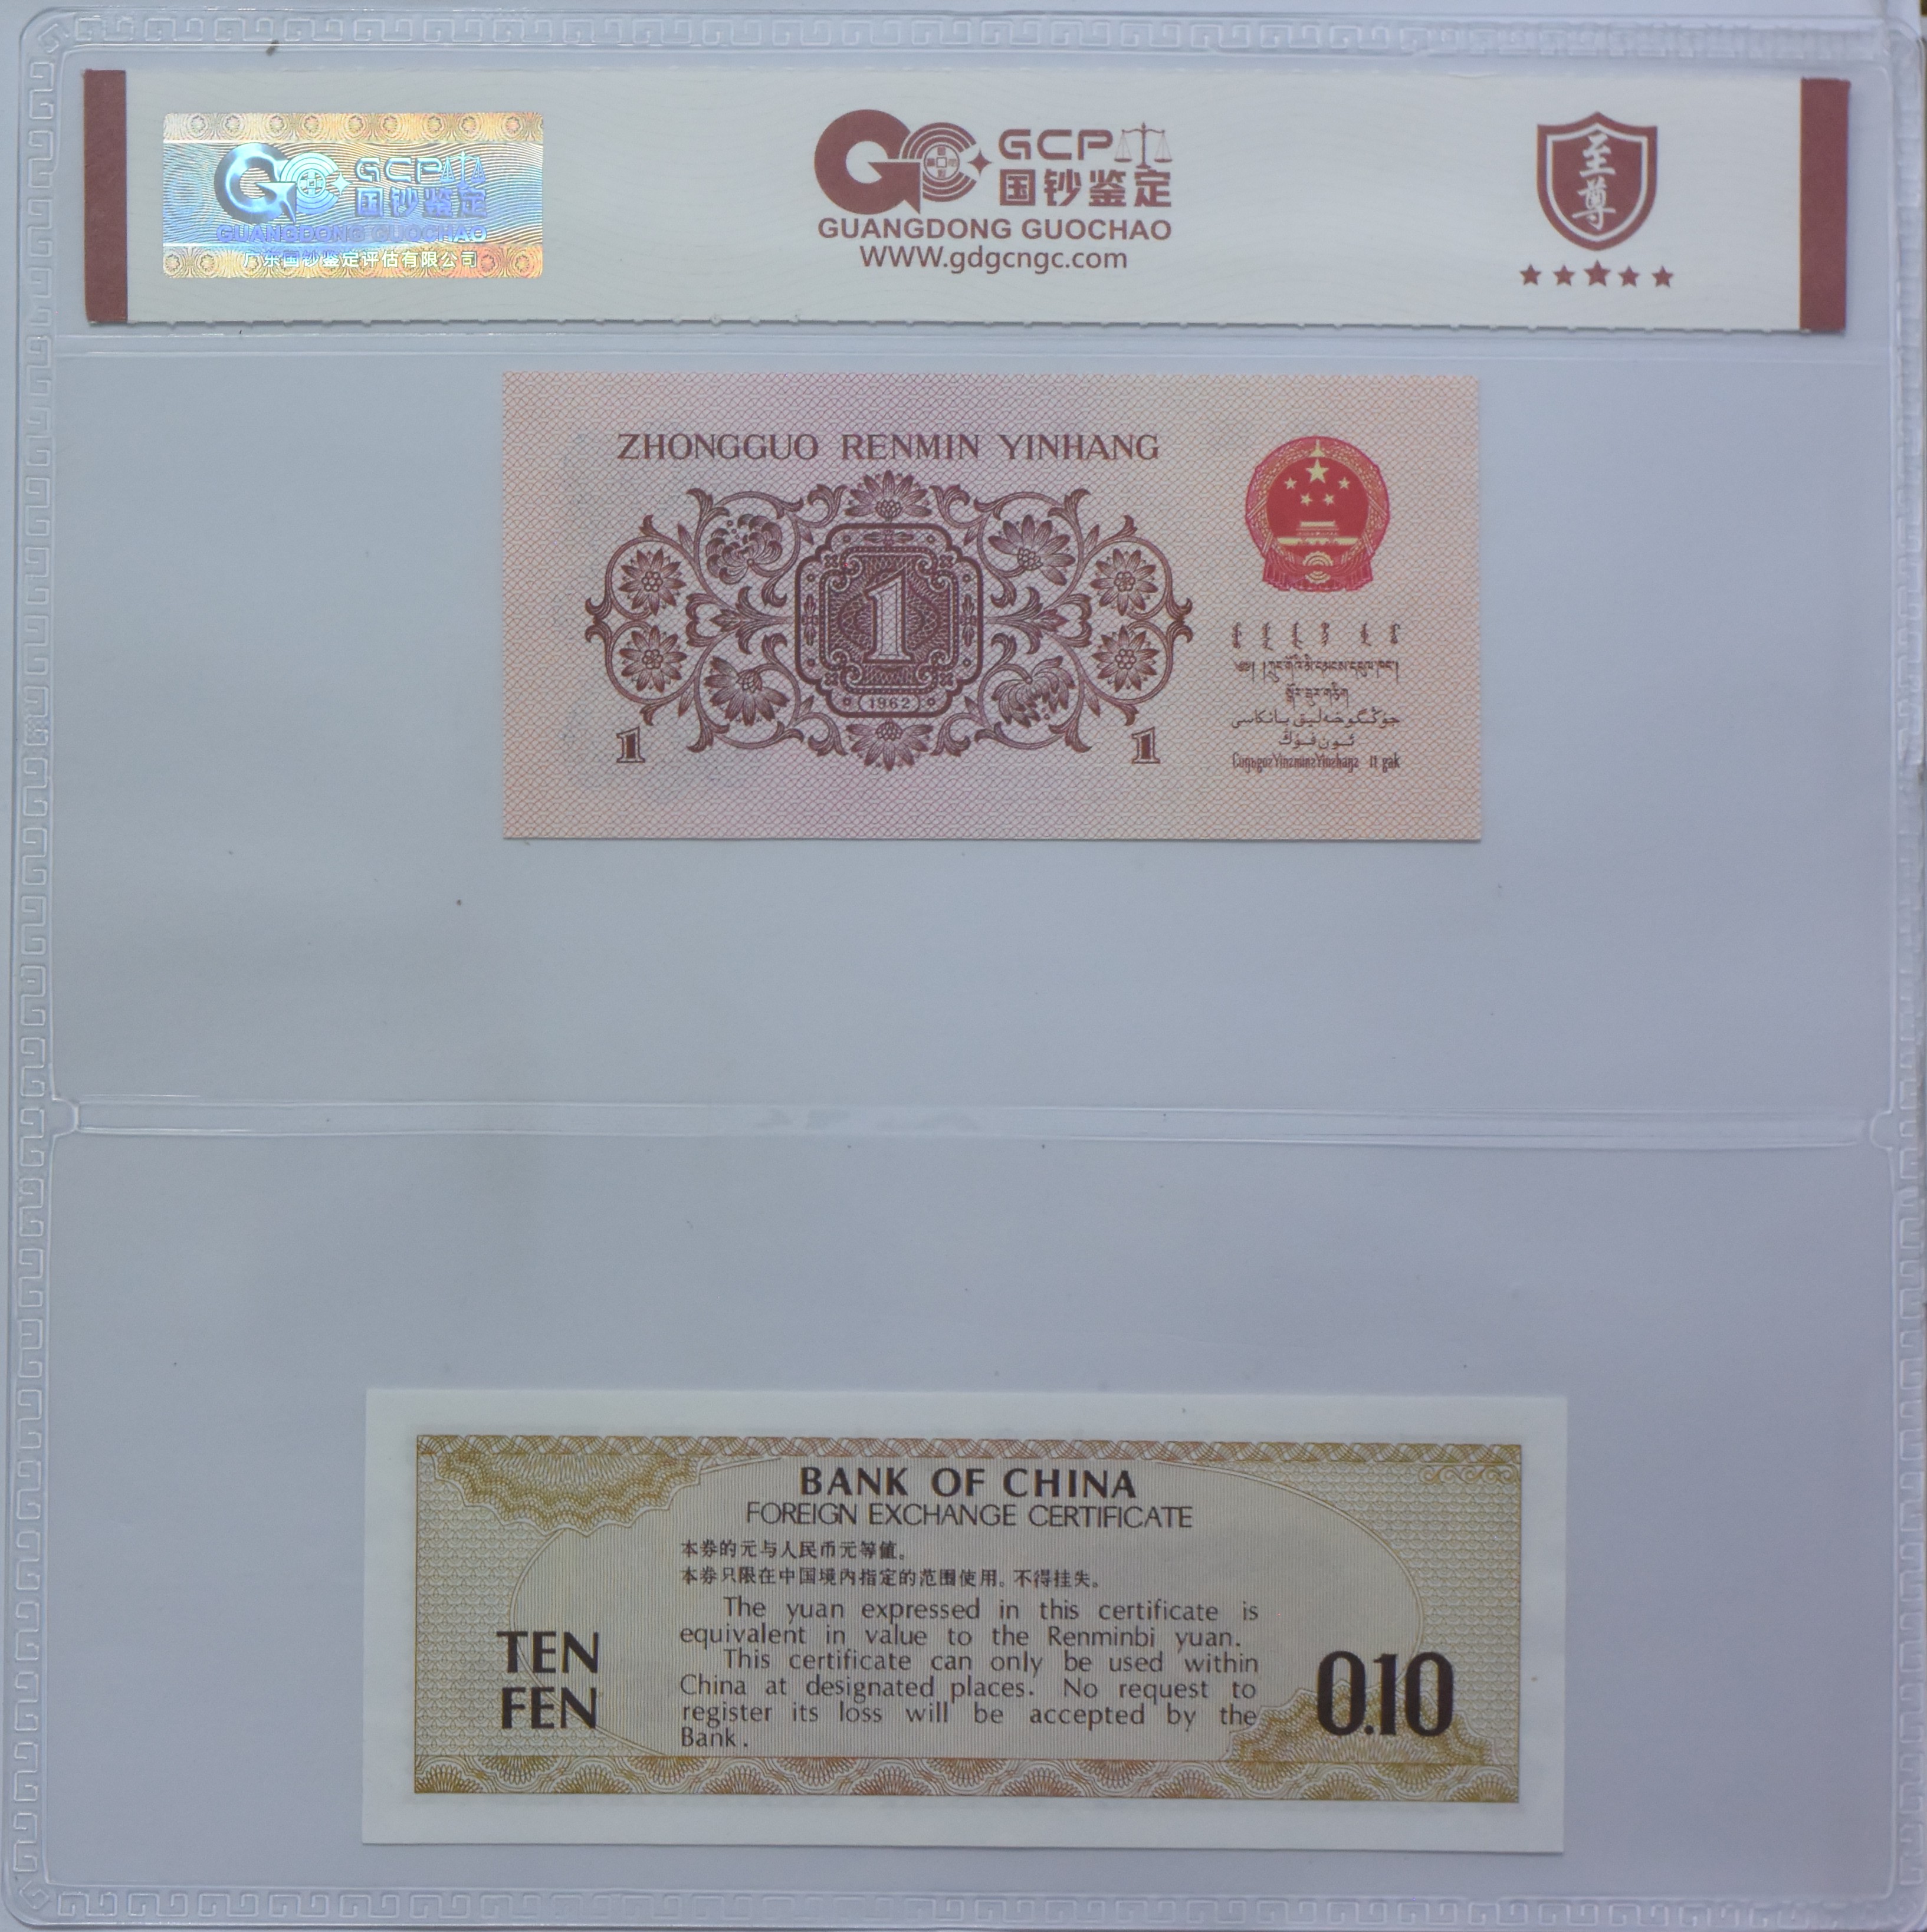 GCP
国钞鉴定
GUANGDONG GUOCHAO
广东国钞鉴定评估有限公司
GCP
国钞鉴定
GUANGDONG GUOCHAO
www.gdgcngc.com
至尊
ZHONGGUO RENMIN YINHANG
1
(1962)
1 1
جۇڭگو خەلىق بانكاسى
ئون فۇڭ
BANK OF CHINA
FOREIGN EXCHANGE CERTIFICATE
本券的元与人民币元等值。
本券只限在中国境内指定的范围使用。不得挂失。
The yuan expressed in this certificate is
equivalent in value to the Renminbi yuan.
This certificate can only be used within
China at designated places. No request to
register its loss will be accepted by the
Bank.
TEN
FEN
0.10